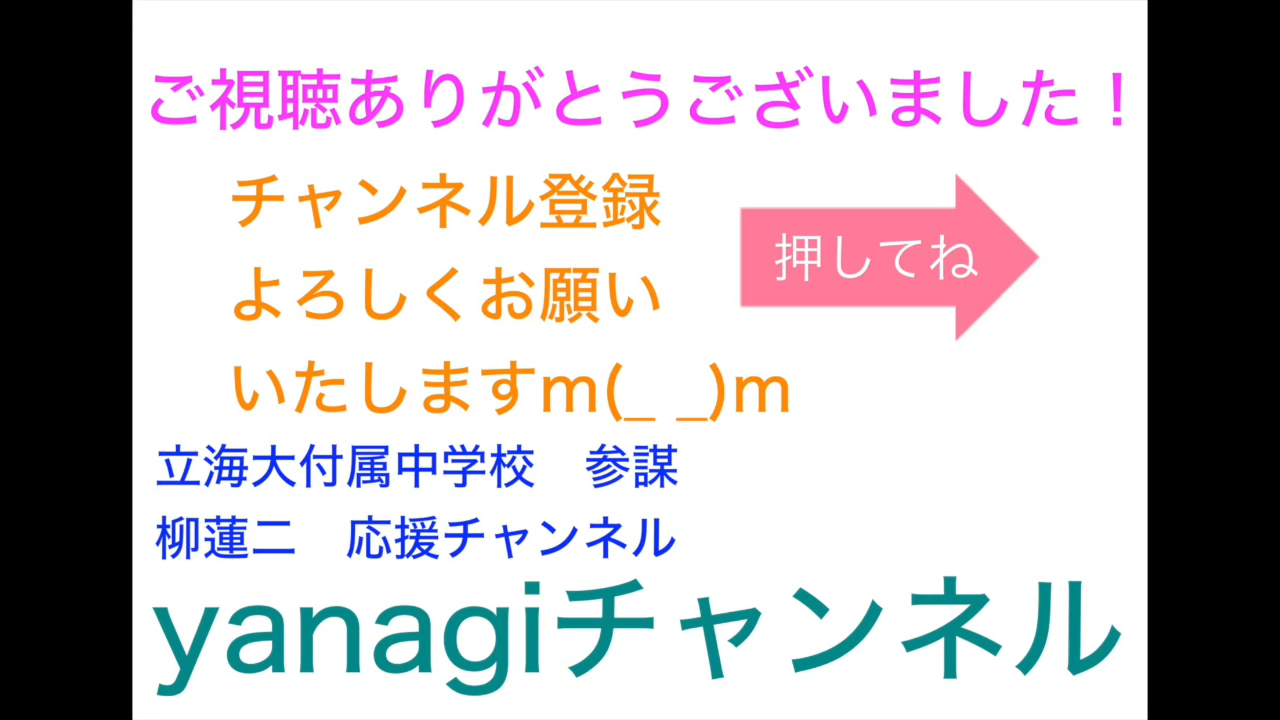 ご視聴ありがとうございました！
チャンネル登録
よろしくお願い
いたしますm(_ _)m
押してね
立海大付属中学校　参謀
柳蓮二　応援チャンネル
yanagiチャンネル